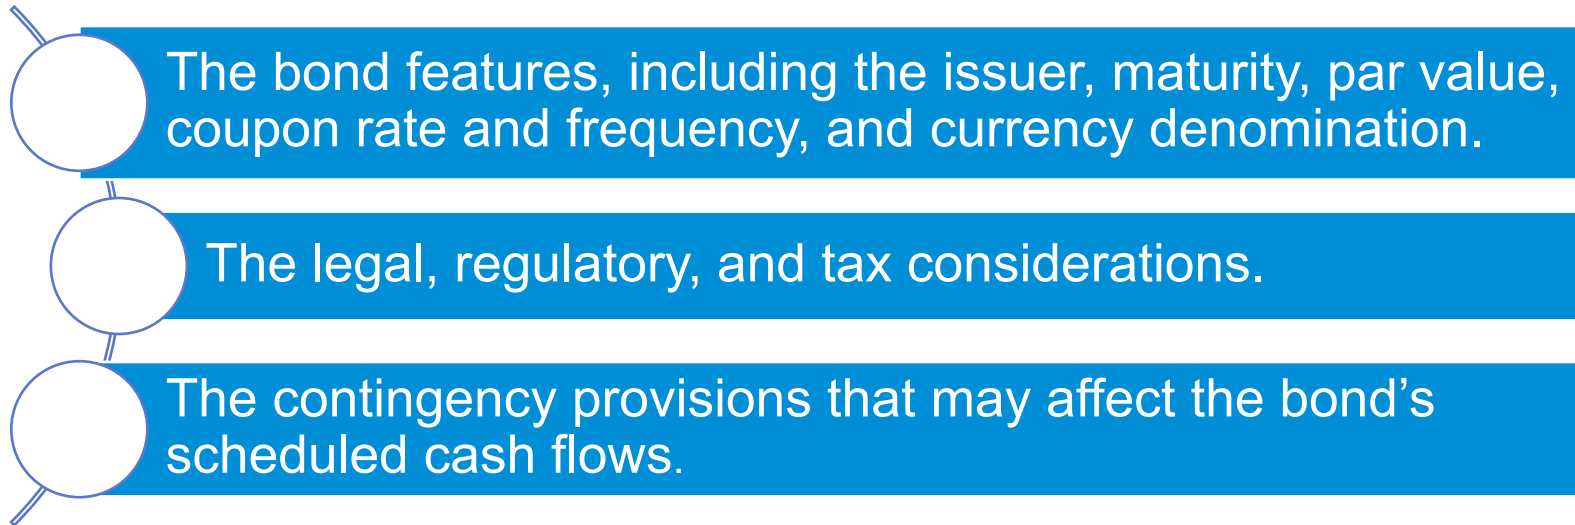 The bond features, including the issuer, maturity, par value,
coupon rate and frequency, and currency denomination.
The legal, regulatory, and tax considerations.
The contingency provisions that may affect the bond’s
scheduled cash flows.